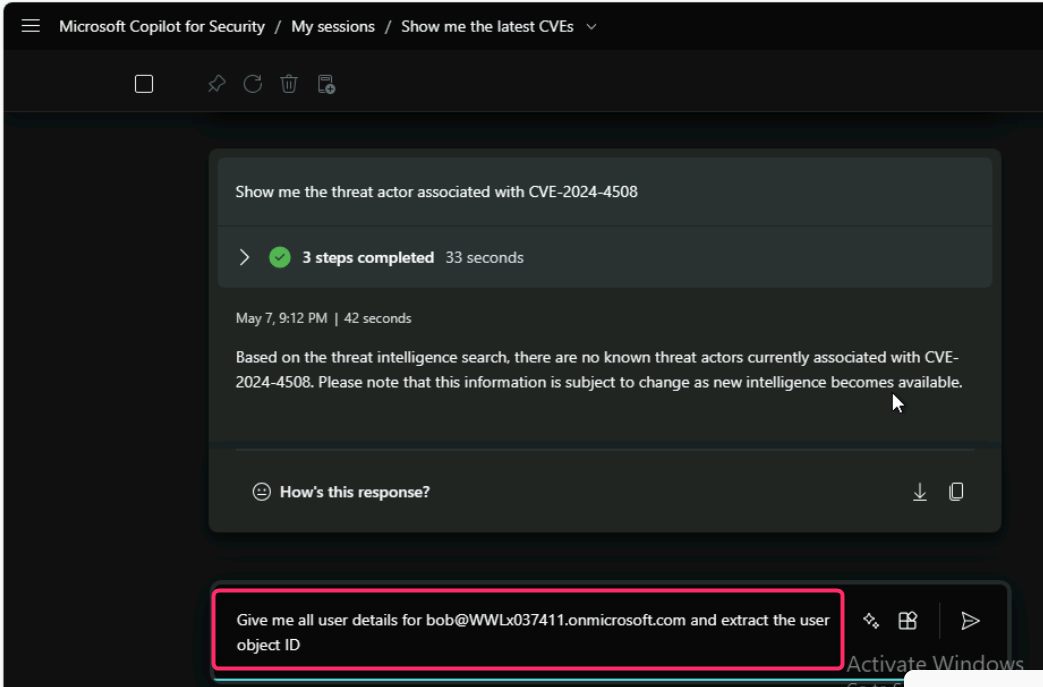 Microsoft Copilot for Security / My sessions / Show me the latest CVEs
Show me the threat actor associated with CVE-2024-4508
3 steps completed 33 seconds
May 7, 9:12 PM | 42 seconds
Based on the threat intelligence search, there are no known threat actors currently associated with CVE-
2024-4508. Please note that this information is subject to change as new intelligence becomes available.
How's this response?
Give me all user details for bob@WWLx037411.onmicrosoft.com and extract the user
object ID
Activate Windows